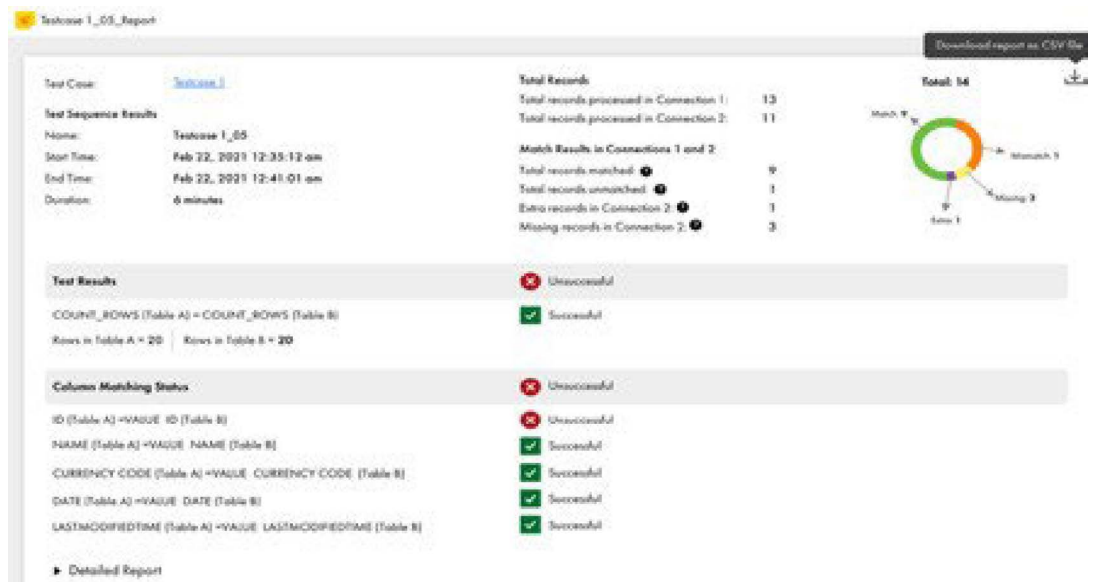 Testcase 1_05_Report
Download report as CSV file
Test Case: Testcase 1
Test Sequence Results
Name: Testcase 1_05
Start Time: Feb 22, 2021 12:35:12 am
End Time: Feb 22, 2021 12:41:01 am
Duration: 6 minutes
Total Records
Total records processed in Connection 1: 13
Total records processed in Connection 2: 11
Match Results in Connections 1 and 2
Total records matched: 9
Total records unmatched: 1
Extra records in Connection 2: 1
Missing records in Connection 2: 3
Total: 14
Match 9
Mismatch 1
Missing 3
Extra 1
Test Results Unsuccessful
COUNT_ROWS (Table A) = COUNT_ROWS (Table B) Successful
Rows in Table A = 20 Rows in Table B = 20
Column Matching Status Unsuccessful
ID (Table A) =VALUE ID (Table B) Unsuccessful
NAME (Table A) =VALUE NAME (Table B) Successful
CURRENCY CODE (Table A) =VALUE CURRENCY CODE (Table B) Successful
DATE (Table A) =VALUE DATE (Table B) Successful
LASTMODIFIEDTIME (Table A) =VALUE LASTMODIFIEDTIME (Table B) Successful
Detailed Report